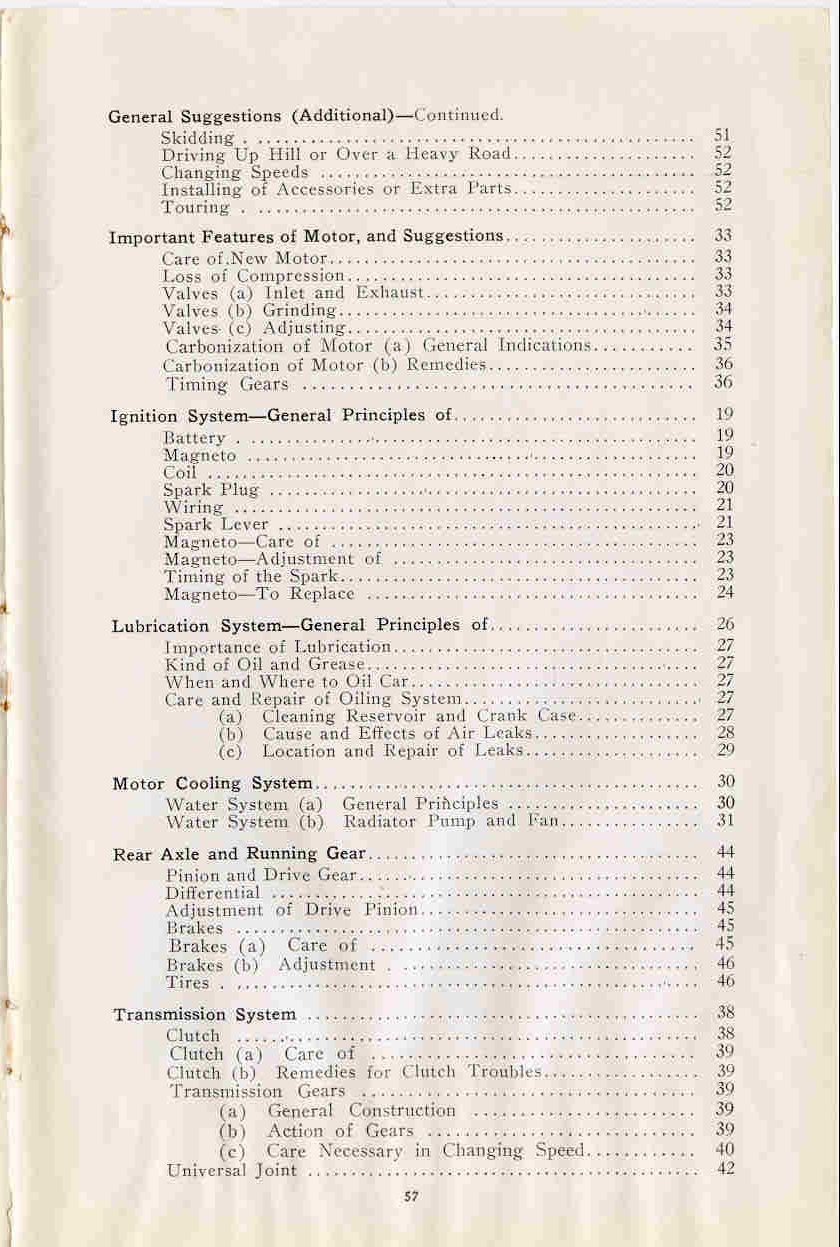 General Suggestions (Additional)—Continued.
Skidding . .................................................. 51
Driving Up Hill or Over a Heavy Road..................... 52
Changing Speeds ........................................... 52
Installing of Accessories or Extra Parts..................... 52
Touring . .................................................. 52
Important Features of Motor, and Suggestions...................... 33
Care of New Motor.......................................... 33
Loss of Compression........................................ 33
Valves (a) Inlet and Exhaust............................... 33
Valves (b) Grinding......................................... 34
Valves (c) Adjusting........................................ 34
Carbonization of Motor (a) General Indications............ 35
Carbonization of Motor (b) Remedies........................ 36
Timing Gears ............................................. 36
Ignition System—General Principles of............................ 19
Battery . ................................................... 19
Magneto .................................................... 19
Coil ........................................................ 20
Spark Plug ................................................. 20
Wiring ..................................................... 21
Spark Lever ................................................ 21
Magneto—Care of .......................................... 23
Magneto—Adjustment of ................................... 23
Timing of the Spark......................................... 23
Magneto—To Replace ...................................... 24
Lubrication System—General Principles of........................ 26
Importance of Lubrication................................... 27
Kind of Oil and Grease...................................... 27
When and Where to Oil Car................................. 27
Care and Repair of Oiling System........................... 27
(a) Cleaning Reservoir and Crank Case.............. 27
(b) Cause and Effects of Air Leaks................... 28
(c) Location and Repair of Leaks.................... 29
Motor Cooling System............................................ 30
Water System (a) General Principles ...................... 30
Water System (b) Radiator Pump and Fan................ 31
Rear Axle and Running Gear...................................... 44
Pinion and Drive Gear....................................... 44
Differential ................................................. 44
Adjustment of Drive Pinion................................ 45
Brakes ..................................................... 45
Brakes (a) Care of ..................................... 45
Brakes (b) Adjustment . .................................. 46
Tires . ..................................................... 46
Transmission System ............................................. 38
Clutch ..................................................... 38
Clutch (a) Care of ..................................... 39
Clutch (b) Remedies for Clutch Troubles.................. 39
Transmission Gears ...................................... 39
(a) General Construction ......................... 39
(b) Action of Gears ............................... 39
(c) Care Necessary in Changing Speed............ 40
Universal Joint ............................................. 42
57